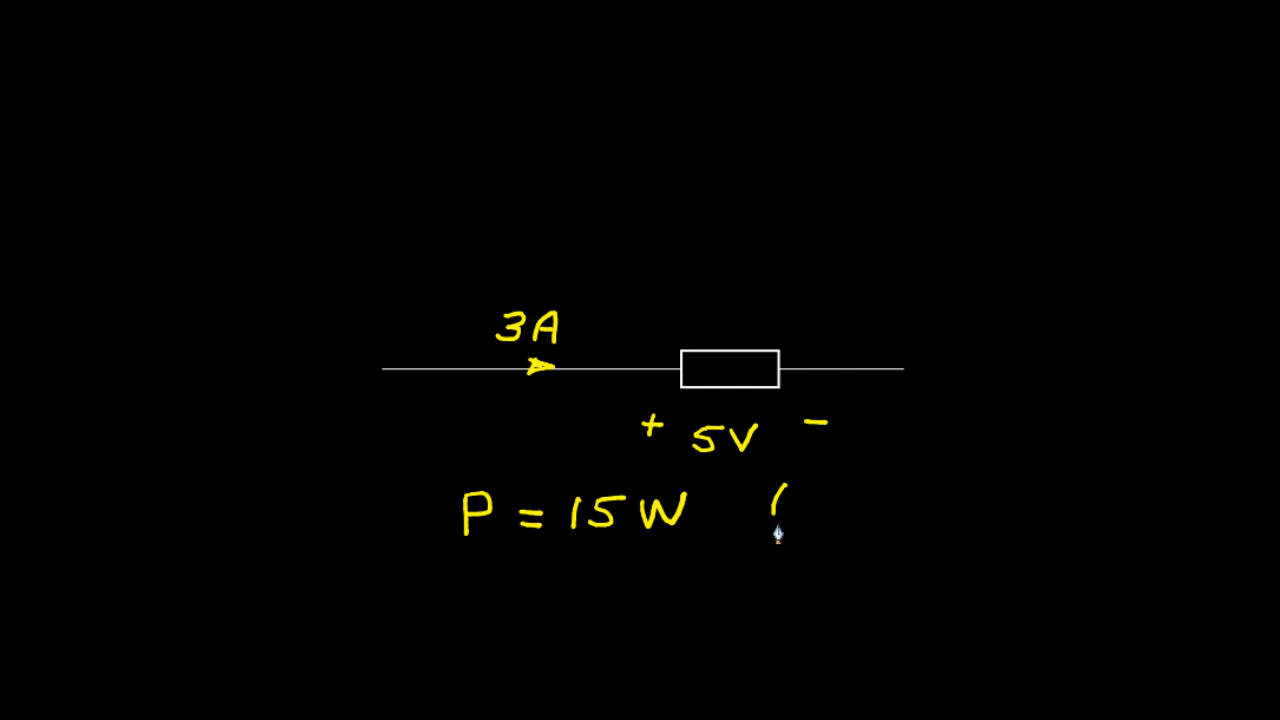 3A
+ 5V -
P = 15W (